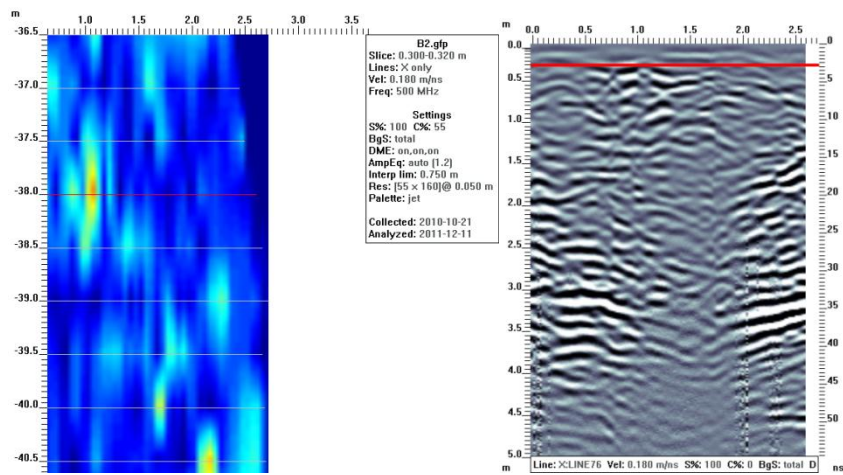 m
1.0 1.5 2.0 2.5 3.0 3.5
-36.5
-37.0
-37.5
-38.0
-38.5
-39.0
-39.5
-40.0
-40.5
B2.gfp
Slice: 0.300-0.320 m
Lines: X only
Vel: 0.180 m/ns
Freq: 500 MHz
Settings
S%: 100 C%: 55
BgS: total
DME: on,on,on
AmpEq: auto (1.2)
Interp lim: 0.750 m
Res: [55 x 160]@ 0.050 m
Palette: jet
Collected: 2010-10-21
Analyzed: 2011-12-11
m
0.0 0.5 1.0 1.5 2.0 2.5
0.0
0.5
1.0
1.5
2.0
2.5
3.0
3.5
4.0
4.5
5.0
m
0
5
10
15
20
25
30
35
40
45
50
ns
Line: X:LINE76 Vel: 0.180 m/ns S%: 100 C%: 0 BgS: total D